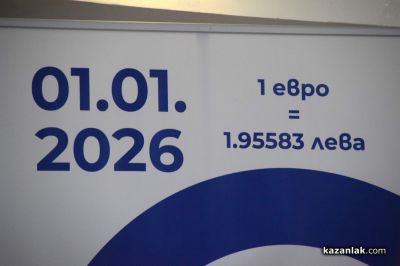 01.01.
2026
1 евро
=
1.95583 лева
kazanlak.com